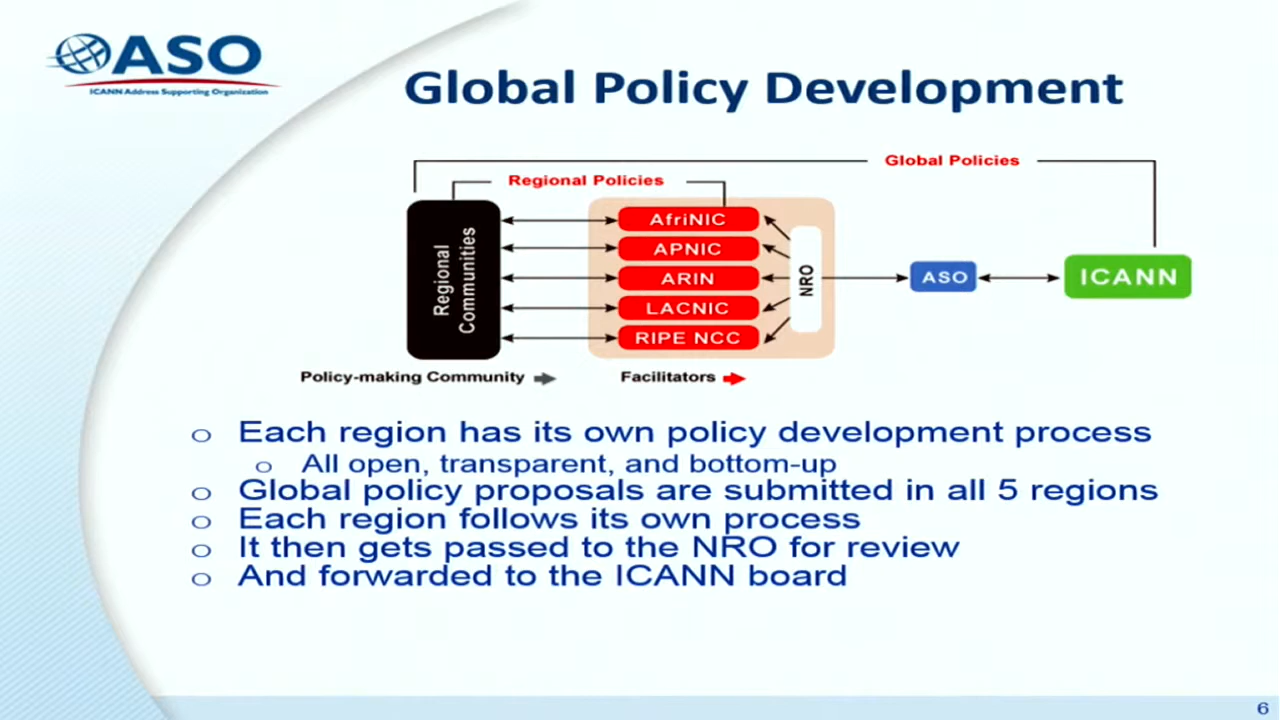 ASO
ICANN Address Supporting Organization
Global Policy Development
Global Policies
Regional Policies
Regional
Communities
AfriNIC
APNIC
ARIN
LACNIC
RIPE NCC
NRO
ASO
ICANN
Policy-making Community
Facilitators
o Each region has its own policy development process
o All open, transparent, and bottom-up
o Global policy proposals are submitted in all 5 regions
o Each region follows its own process
o It then gets passed to the NRO for review
o And forwarded to the ICANN board
6